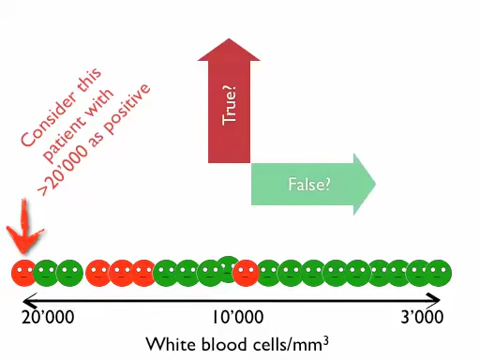 Consider this
patient with
>20'000 as positive
True?
False?
20'000
10'000
3'000
White blood cells/mm³